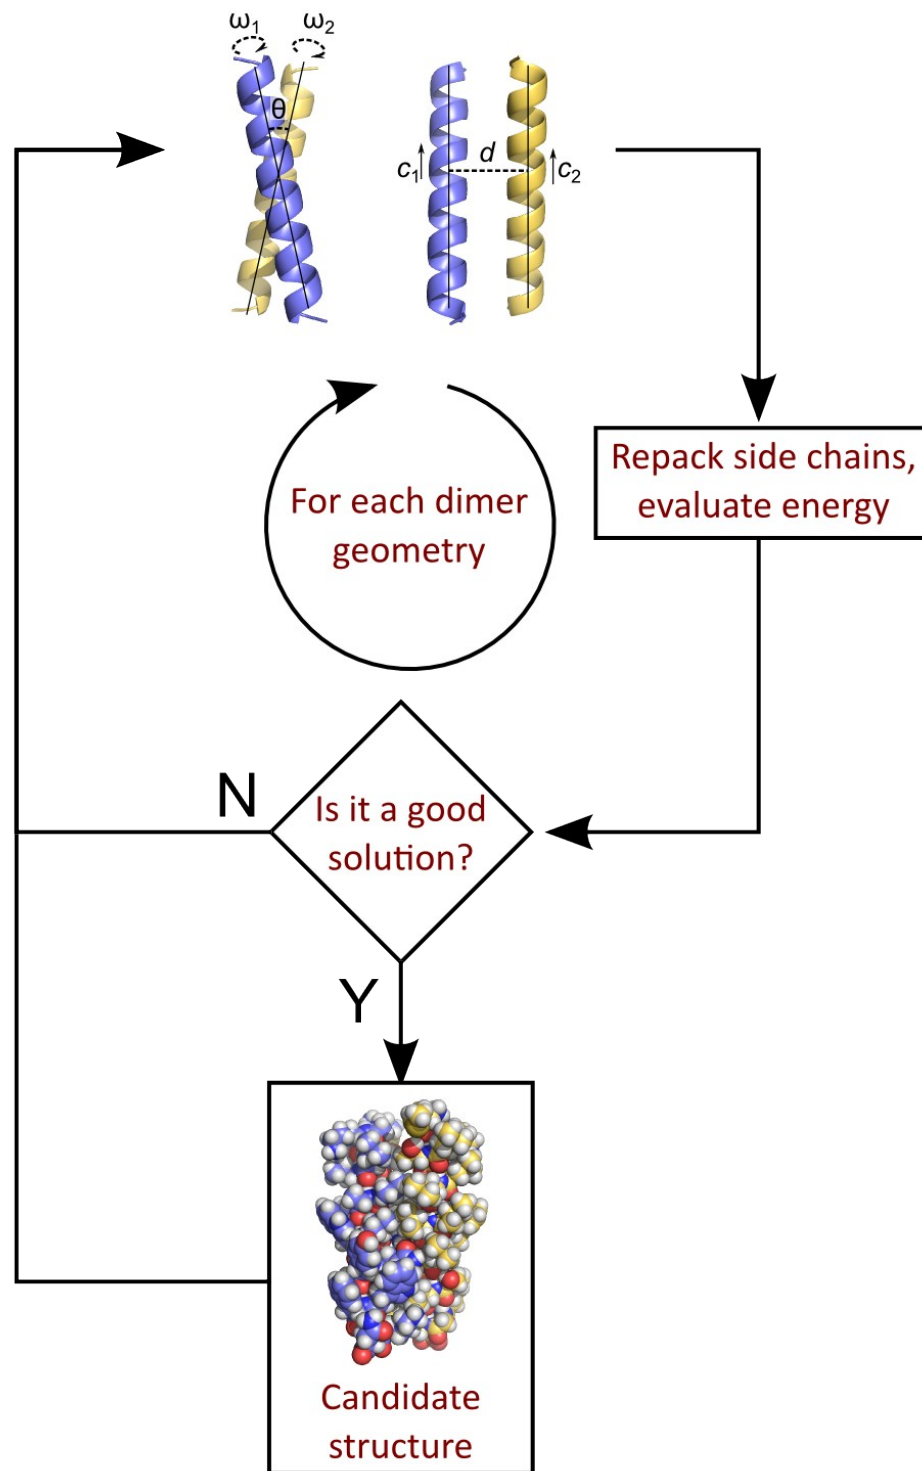 ω1 ω2
θ
c1 d c2
Repack side chains,
evaluate energy
For each dimer
geometry
N
Is it a good
solution?
Y
Candidate
structure